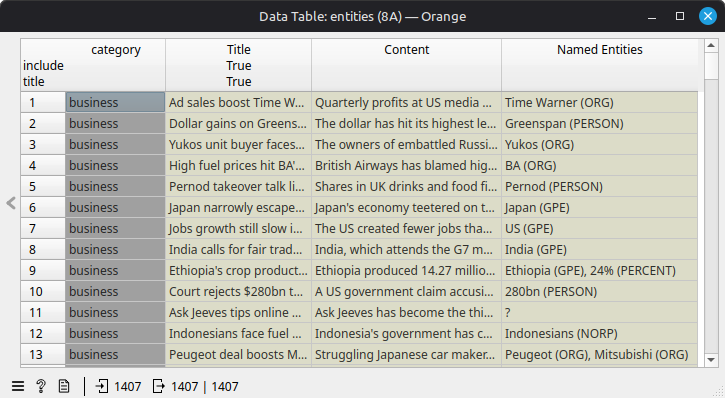 Data Table: entities (8A) — Orange
category Title Content Named Entities
include True
title True
1 business Ad sales boost Time W... Quarterly profits at US media ... Time Warner (ORG)
2 business Dollar gains on Greens... The dollar has hit its highest le... Greenspan (PERSON)
3 business Yukos unit buyer faces... The owners of embattled Russi... Yukos (ORG)
4 business High fuel prices hit BA'... British Airways has blamed hig... BA (ORG)
5 business Pernod takeover talk li... Shares in UK drinks and food fi... Pernod (PERSON)
6 business Japan narrowly escape... Japan's economy teetered on t... Japan (GPE)
7 business Jobs growth still slow i... The US created fewer jobs tha... US (GPE)
8 business India calls for fair trad... India, which attends the G7 m... India (GPE)
9 business Ethiopia's crop product... Ethiopia produced 14.27 millio... Ethiopia (GPE), 24% (PERCENT)
10 business Court rejects $280bn t... A US government claim accusi... 280bn (PERSON)
11 business Ask Jeeves tips online ... Ask Jeeves has become the thi... ?
12 business Indonesians face fuel ... Indonesia's government has c... Indonesians (NORP)
13 business Peugeot deal boosts M... Struggling Japanese car maker... Peugeot (ORG), Mitsubishi (ORG)
1407 1407 | 1407